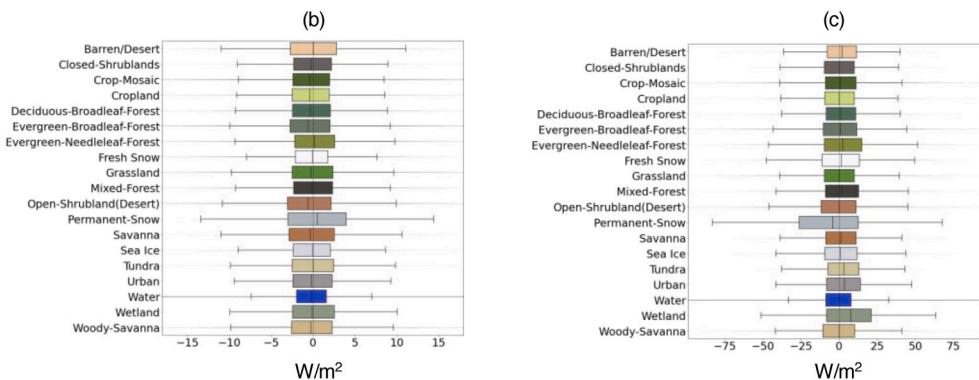 (b)
Barren/Desert
Closed-Shrublands
Crop-Mosaic
Cropland
Deciduous-Broadleaf-Forest
Evergreen-Broadleaf-Forest
Evergreen-Needleleaf-Forest
Fresh Snow
Grassland
Mixed-Forest
Open-Shrubland(Desert)
Permanent-Snow
Savanna
Sea Ice
Tundra
Urban
Water
Wetland
Woody-Savanna
−15 −10 −5 0 5 10 15
W/m²
(c)
Barren/Desert
Closed-Shrublands
Crop-Mosaic
Cropland
Deciduous-Broadleaf-Forest
Evergreen-Broadleaf-Forest
Evergreen-Needleleaf-Forest
Fresh Snow
Grassland
Mixed-Forest
Open-Shrubland(Desert)
Permanent-Snow
Savanna
Sea Ice
Tundra
Urban
Water
Wetland
Woody-Savanna
−75 −50 −25 0 25 50 75
W/m²